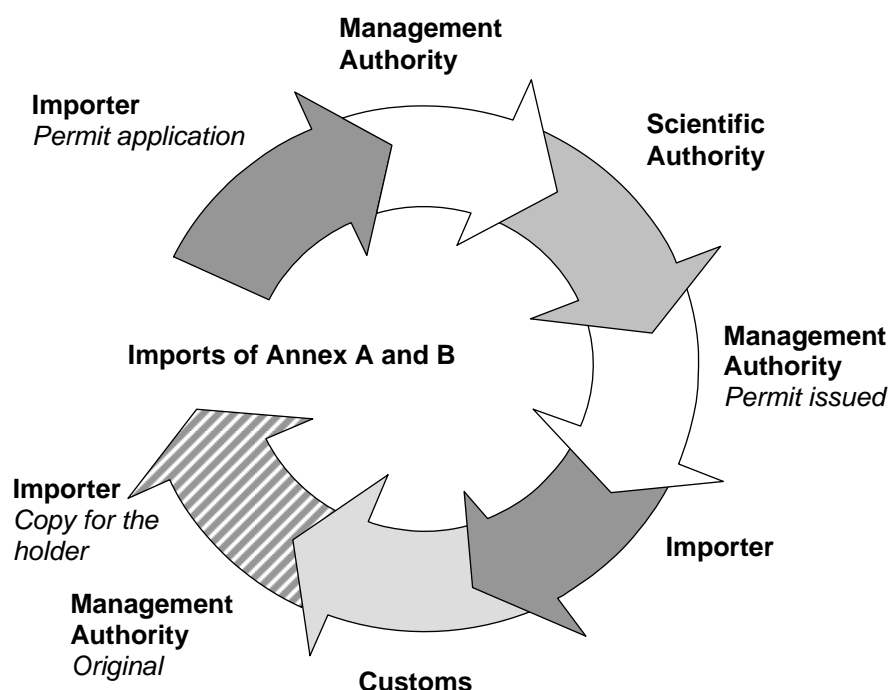 Management
Authority
Importer
Permit application
Scientific
Authority
Imports of Annex A and B
Management
Authority
Permit issued
Importer
Copy for the
holder
Importer
Management
Authority
Original
Customs